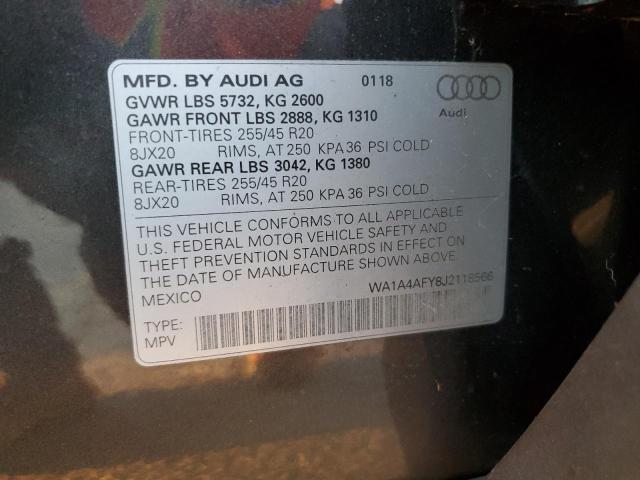 MFD. BY AUDI AG 0118
GVWR LBS 5732, KG 2600
GAWR FRONT LBS 2888, KG 1310
FRONT-TIRES 255/45 R20
8JX20 RIMS, AT 250 KPA 36 PSI COLD
GAWR REAR LBS 3042, KG 1380
REAR-TIRES 255/45 R20
8JX20 RIMS, AT 250 KPA 36 PSI COLD
Audi
THIS VEHICLE CONFORMS TO ALL APPLICABLE
U.S. FEDERAL MOTOR VEHICLE SAFETY AND
THEFT PREVENTION STANDARDS IN EFFECT ON
THE DATE OF MANUFACTURE SHOWN ABOVE.
MEXICO WA1A4AFY8J2118566
TYPE:
MPV